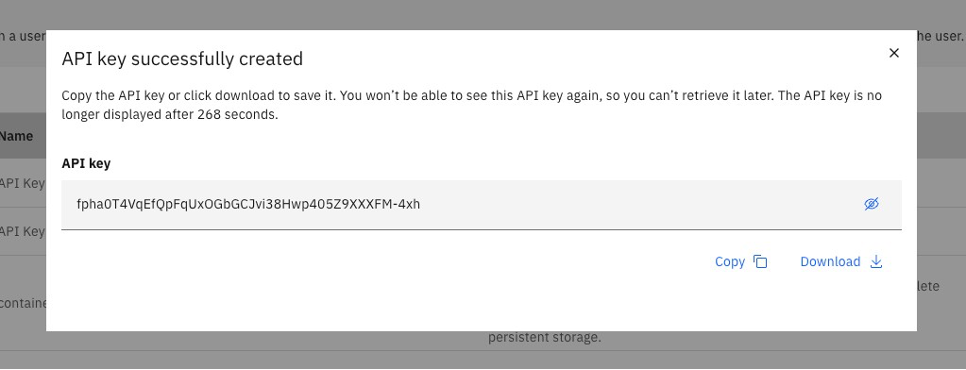 n a user
he user.
API key successfully created
Copy the API key or click download to save it. You won't be able to see this API key again, so you can't retrieve it later. The API key is no
longer displayed after 268 seconds.
Name
API key
API Key
fpha0T4VqEfQpFqUxOGbGCJvi38Hwp405Z9XXXFM-4xh
API Key
Copy
Download
lete
containe
persistent storage.